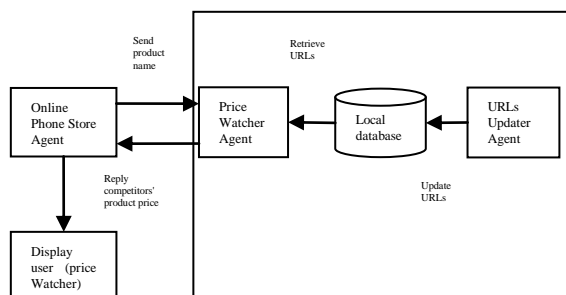 Send
product
name
Retrieve
URLs
Online
Phone Store
Agent
Price
Watcher
Agent
Local
database
URLs
Updater
Agent
Reply
competitors'
product price
Update
URLs
Display
user (price
Watcher)